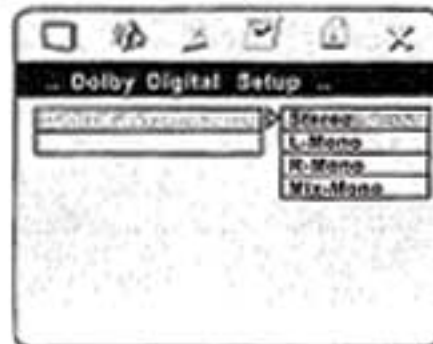 .. Dolby Digital Setup ..
Stereo
L-Mono
R-Mono
Mix-Mono